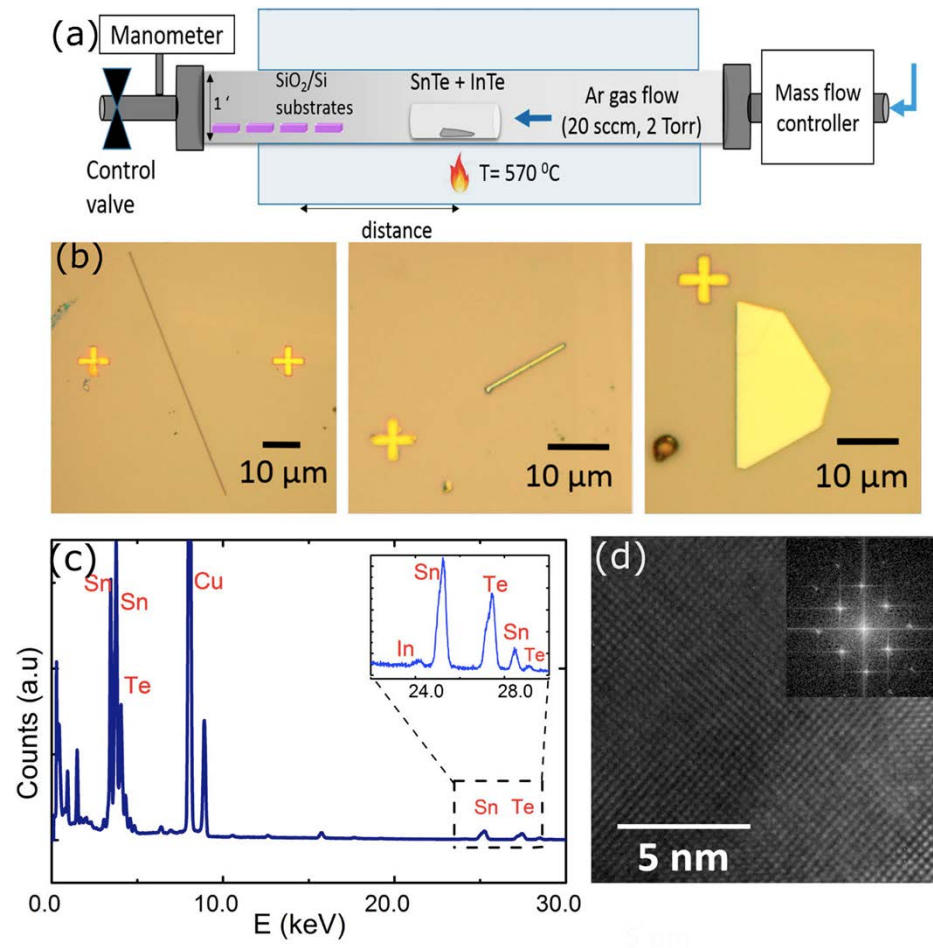 (a)
Manometer
1 '
SiO2/Si
substrates
SnTe + InTe
Ar gas flow
(20 sccm, 2 Torr)
Mass flow
controller
Control
valve
T= 570 ⁰C
distance
(b)
10 µm
10 µm
10 µm
(c)
Counts (a.u)
Sn
Sn
Te
Cu
In
Sn
Te
Sn
Te
24.0 28.0
Sn Te
0.0 10.0 20.0 30.0
E (keV)
(d)
5 nm
5 nm